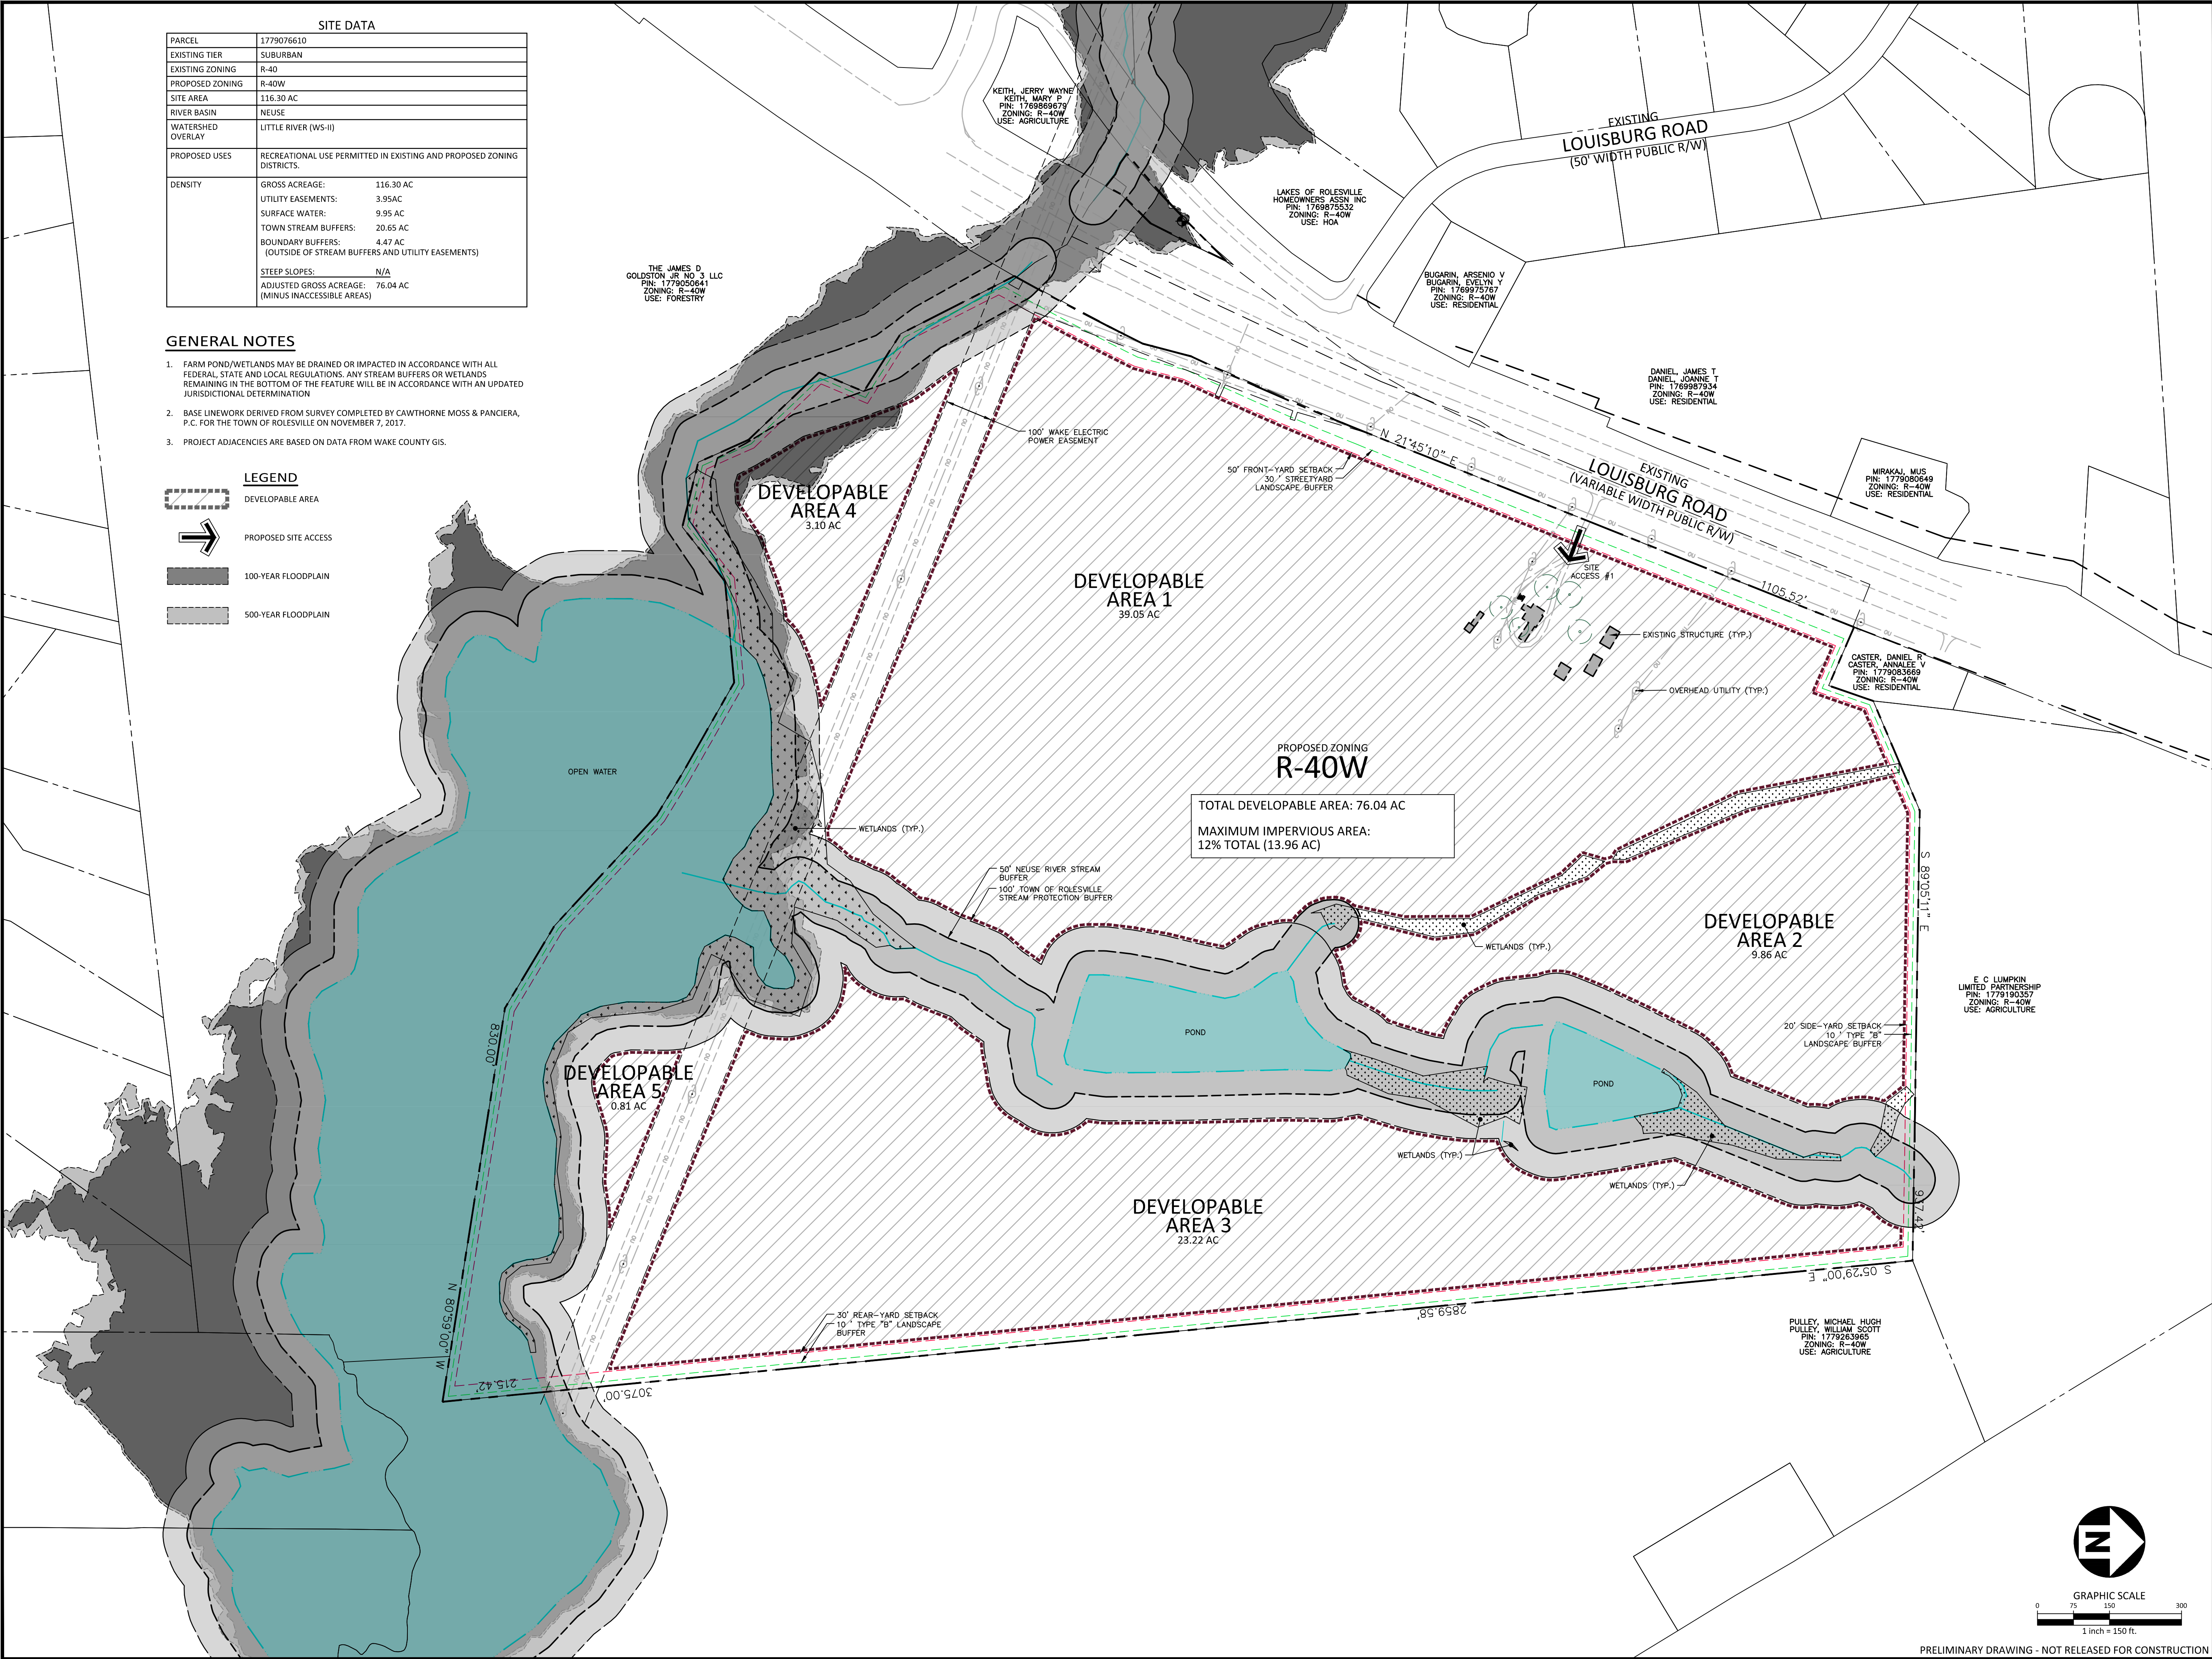 SITE DATA
PARCEL 1779076610
EXISTING TIER SUBURBAN
EXISTING ZONING R-40
PROPOSED ZONING R-40W
SITE AREA 116.30 AC
RIVER BASIN NEUSE
WATERSHED LITTLE RIVER (WS-II)
OVERLAY
PROPOSED USES RECREATIONAL USE PERMITTED IN EXISTING AND PROPOSED ZONING
DISTRICTS.
DENSITY GROSS ACREAGE: 116.30 AC
UTILITY EASEMENTS: 3.95AC
SURFACE WATER: 9.95 AC
TOWN STREAM BUFFERS: 20.65 AC
BOUNDARY BUFFERS: 4.47 AC
(OUTSIDE OF STREAM BUFFERS AND UTILITY EASEMENTS)
STEEP SLOPES: N/A
ADJUSTED GROSS ACREAGE: 76.04 AC
(MINUS INACCESSIBLE AREAS)
GENERAL NOTES
1. FARM POND/WETLANDS MAY BE DRAINED OR IMPACTED IN ACCORDANCE WITH ALL
FEDERAL, STATE AND LOCAL REGULATIONS. ANY STREAM BUFFERS OR WETLANDS
REMAINING IN THE BOTTOM OF THE FEATURE WILL BE IN ACCORDANCE WITH AN UPDATED
JURISDICTIONAL DETERMINATION
2. BASE LINEWORK DERIVED FROM SURVEY COMPLETED BY CAWTHORNE MOSS & PANCIERA,
P.C. FOR THE TOWN OF ROLESVILLE ON NOVEMBER 7, 2017.
3. PROJECT ADJACENCIES ARE BASED ON DATA FROM WAKE COUNTY GIS.
LEGEND
DEVELOPABLE AREA
PROPOSED SITE ACCESS
100-YEAR FLOODPLAIN
500-YEAR FLOODPLAIN
KEITH, JERRY WAYNE
KEITH, MARY P
PIN: 1769869679
ZONING: R-40W
USE: AGRICULTURE
THE JAMES D
GOLDSTON JR NO 3 LLC
PIN: 1779050641
ZONING: R-40W
USE: FORESTRY
LAKES OF ROLESVILLE
HOMEOWNERS ASSN INC
PIN: 1769875532
ZONING: R-40W
USE: HOA
EXISTING
LOUISBURG ROAD
(50' WIDTH PUBLIC R/W)
BUGARIN, ARSENIO V
BUGARIN, EVELYN Y
PIN: 1769975767
ZONING: R-40W
USE: RESIDENTIAL
DANIEL, JAMES T
DANIEL, JOANNE T
PIN: 1769987934
ZONING: R-40W
USE: RESIDENTIAL
MIRAKAJ, MUS
PIN: 1779080649
ZONING: R-40W
USE: RESIDENTIAL
EXISTING
LOUISBURG ROAD
(VARIABLE WIDTH PUBLIC R/W)
N 21°45'10" E
1105.52'
100' WAKE ELECTRIC
POWER EASEMENT
50' FRONT-YARD SETBACK
30 ' STREETYARD
LANDSCAPE BUFFER
SITE
ACCESS #1
EXISTING STRUCTURE (TYP.)
OVERHEAD UTILITY (TYP.)
CASTER, DANIEL R
CASTER, ANNALEE V
PIN: 1779083669
ZONING: R-40W
USE: RESIDENTIAL
DEVELOPABLE
AREA 4
3.10 AC
DEVELOPABLE
AREA 1
39.05 AC
PROPOSED ZONING
R-40W
TOTAL DEVELOPABLE AREA: 76.04 AC
MAXIMUM IMPERVIOUS AREA:
12% TOTAL (13.96 AC)
OPEN WATER
WETLANDS (TYP.)
50' NEUSE RIVER STREAM
BUFFER
100' TOWN OF ROLESVILLE
STREAM PROTECTION BUFFER
WETLANDS (TYP.)
DEVELOPABLE
AREA 2
9.86 AC
S 89°05'11" E
937.42'
E C LUMPKIN
LIMITED PARTNERSHIP
PIN: 1779190357
ZONING: R-40W
USE: AGRICULTURE
20' SIDE-YARD SETBACK
10 ' TYPE "B"
LANDSCAPE BUFFER
POND
POND
DEVELOPABLE
AREA 5
0.81 AC
830.00'
N 80°59'00" W
WETLANDS (TYP.)
WETLANDS (TYP.)
DEVELOPABLE
AREA 3
23.22 AC
30' REAR-YARD SETBACK
10 ' TYPE "B" LANDSCAPE
BUFFER
S 05°29'00" E
2859.58'
3075.00'
215.42'
PULLEY, MICHAEL HUGH
PULLEY, WILLIAM SCOTT
PIN: 1779263965
ZONING: R-40W
USE: AGRICULTURE
N
GRAPHIC SCALE
0 75 150 300
1 inch = 150 ft.
PRELIMINARY DRAWING - NOT RELEASED FOR CONSTRUCTION